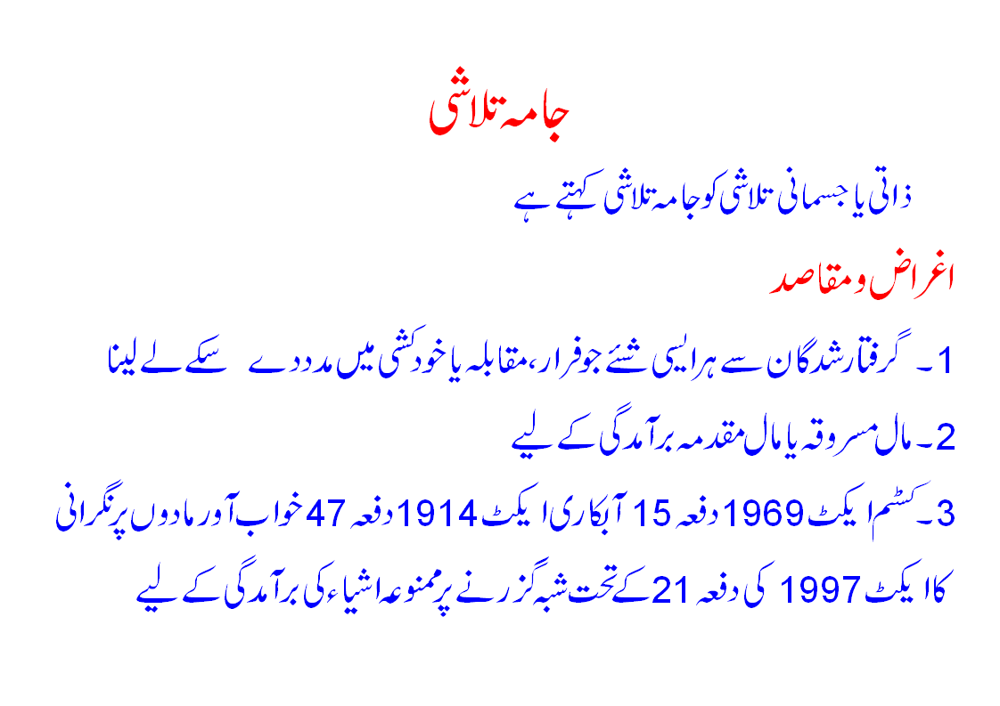 جامہ تلاشی
ذاتی یا جسمانی تلاشی کو جامہ تلاشی کہتے ہے
اغراض و مقاصد
1۔ گرفتار شدگان سے ہر ایسی شئے جو فرار، مقابلہ یا خودکشی میں مدد دے سکے لے لینا
2۔ مال مسروقہ یا مال مقدمہ برآمدگی کے لیے
3۔ کسٹم ایکٹ 1969 دفعہ 15 آبکاری ایکٹ 1914 دفعہ 47 خواب آور مادوں پر نگرانی
کا ایکٹ 1997 کی دفعہ 21 کے تحت شبہ گزرنے پر ممنوعہ اشیاء کی برآمدگی کے لیے